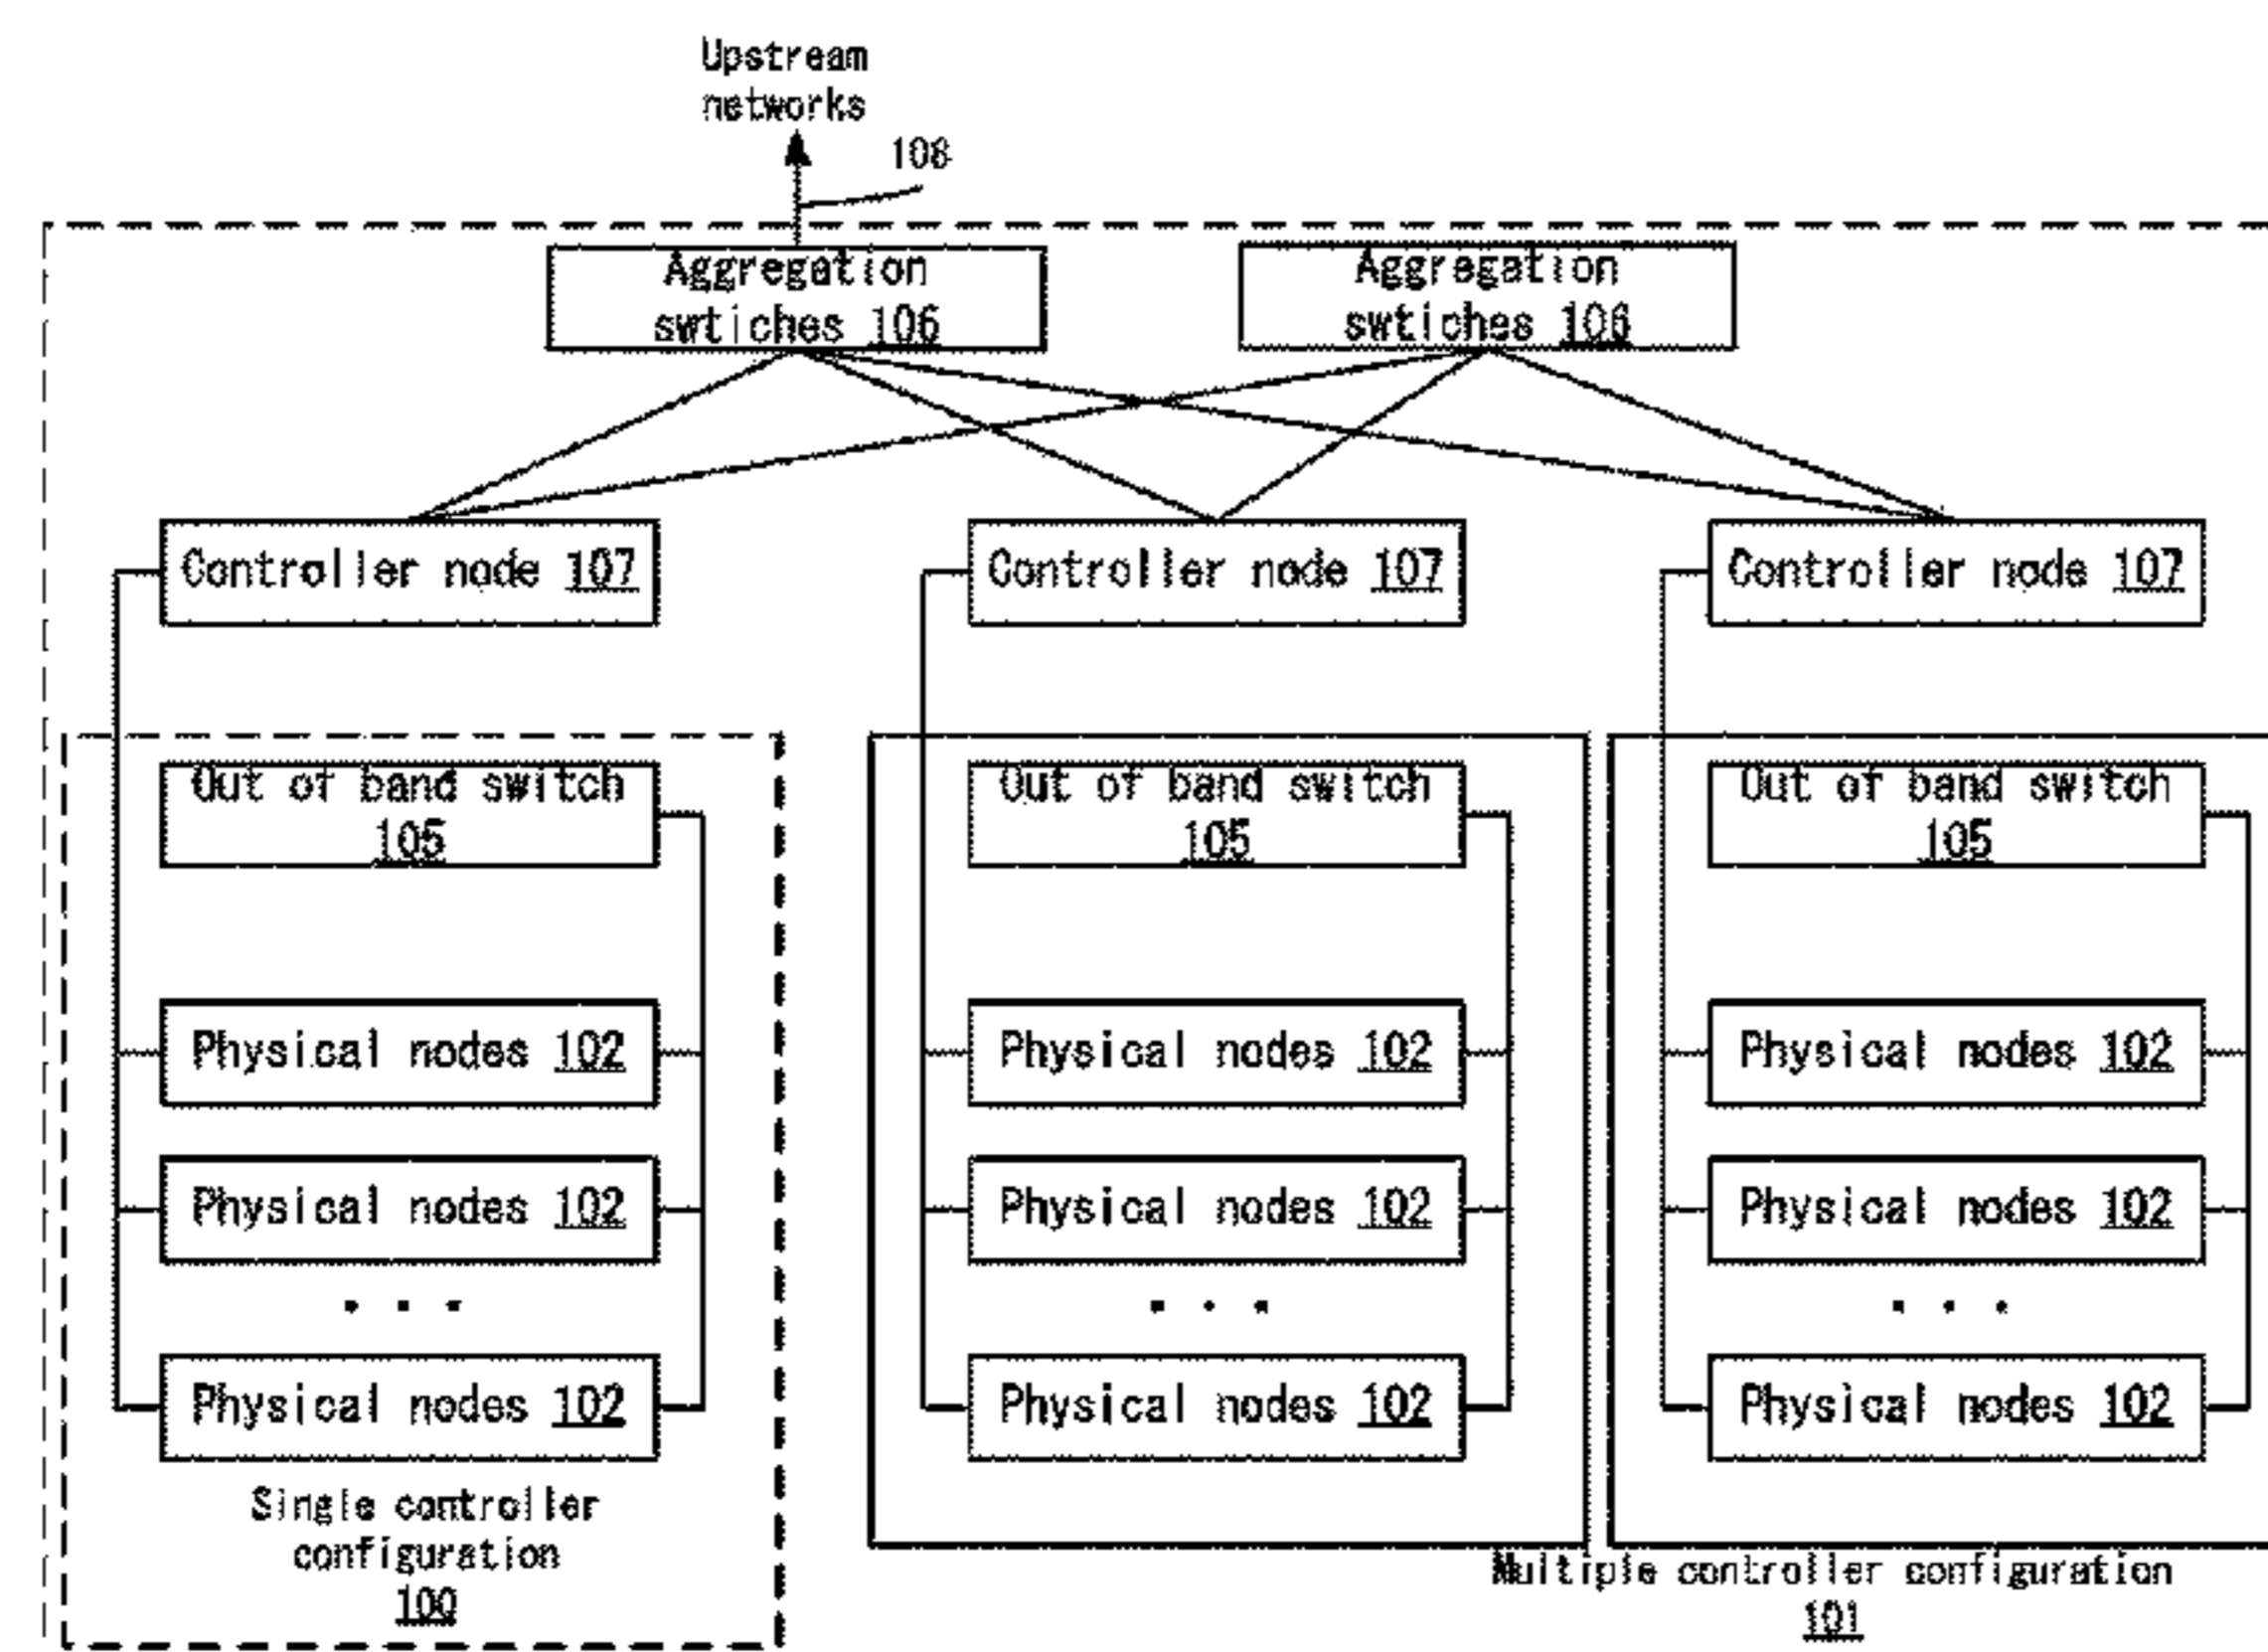 Upstream
networks
108
Aggregation
swtiches 106
Aggregation
swtiches 106
Controller node 107
Controller node 107
Controller node 107
Out of band switch
105
Out of band switch
105
Out of band switch
105
Physical nodes 102
Physical nodes 102
Physical nodes 102
Physical nodes 102
Physical nodes 102
Physical nodes 102
. . .
. . .
. . .
Physical nodes 102
Physical nodes 102
Physical nodes 102
Single controller
configuration
100
Multiple controller configuration
101